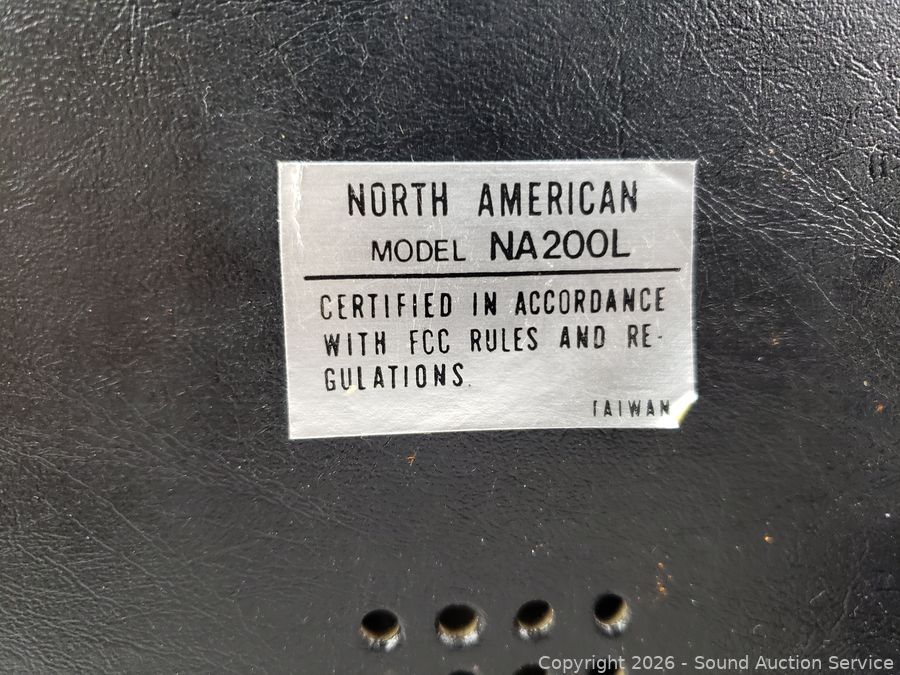 NORTH AMERICAN
MODEL NA200L
CERTIFIED IN ACCORDANCE
WITH FCC RULES AND RE-
GULATIONS.
TAIWAN
Copyright 2026 - Sound Auction Service